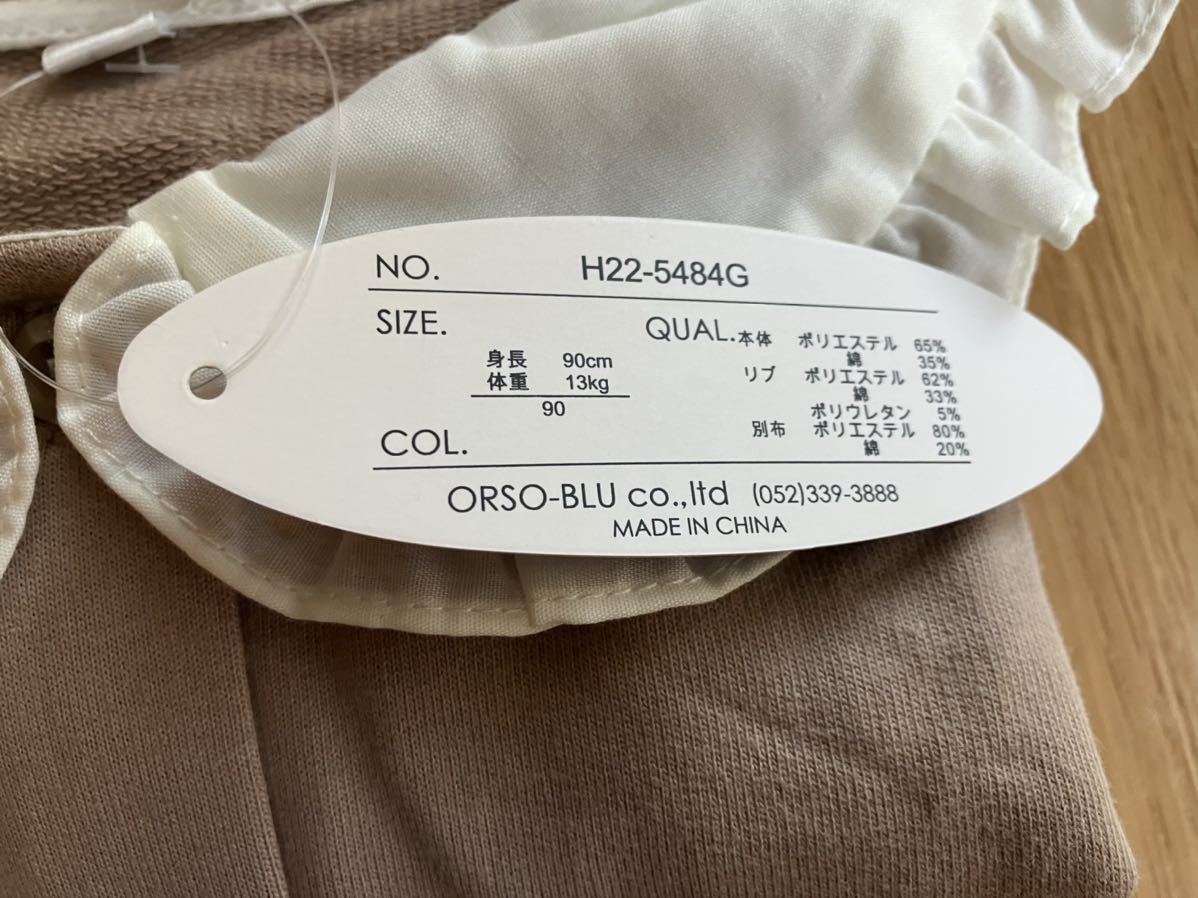 NO. H22-5484G
SIZE.
身長 90cm
体重 13kg
90
QUAL. 本体 ポリエステル 65%
綿 35%
リブ ポリエステル 62%
綿 33%
ポリウレタン 5%
別布 ポリエステル 80%
綿 20%
COL.
ORSO-BLU co.,ltd (052)339-3888
MADE IN CHINA